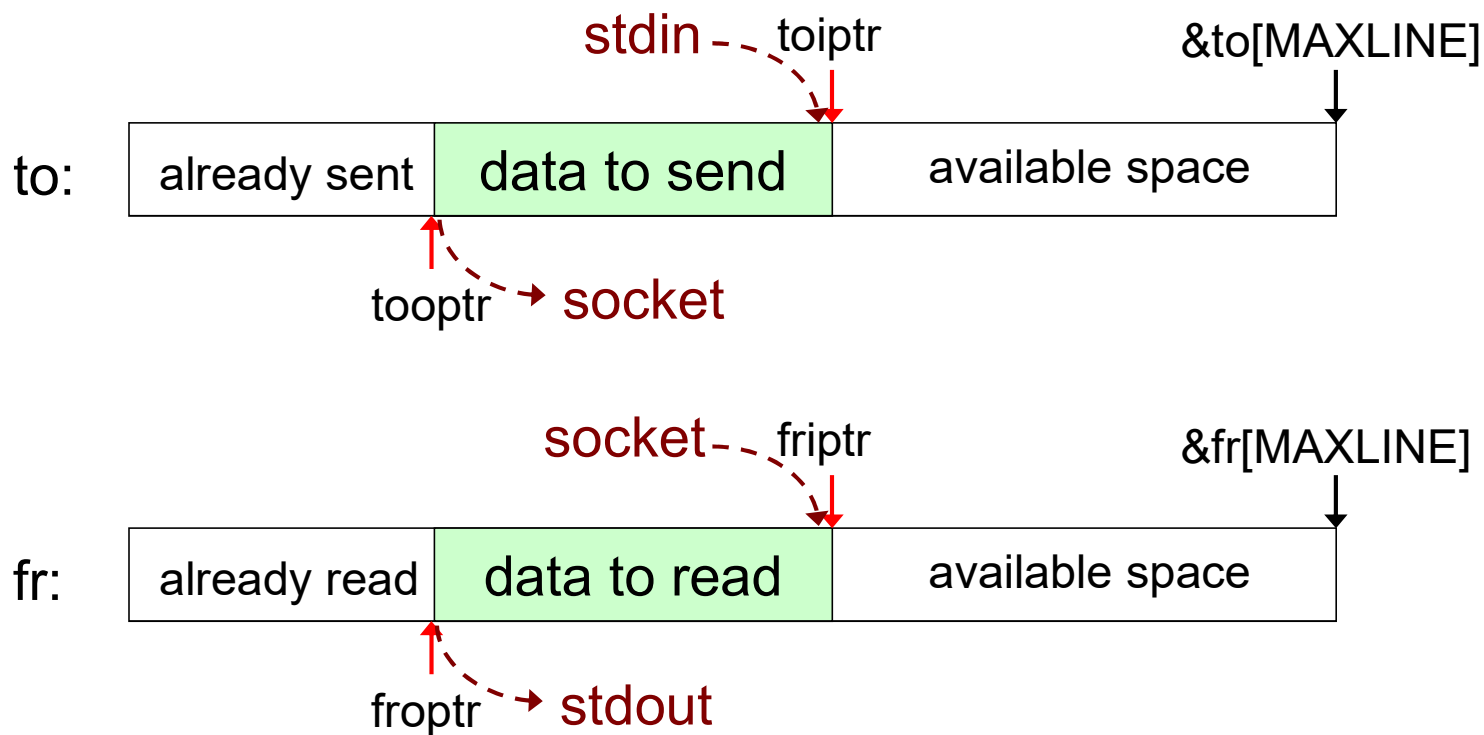 stdin toiptr &to[MAXLINE]
to: already sent data to send available space
tooptr socket
socket friptr &fr[MAXLINE]
fr: already read data to read available space
froptr stdout